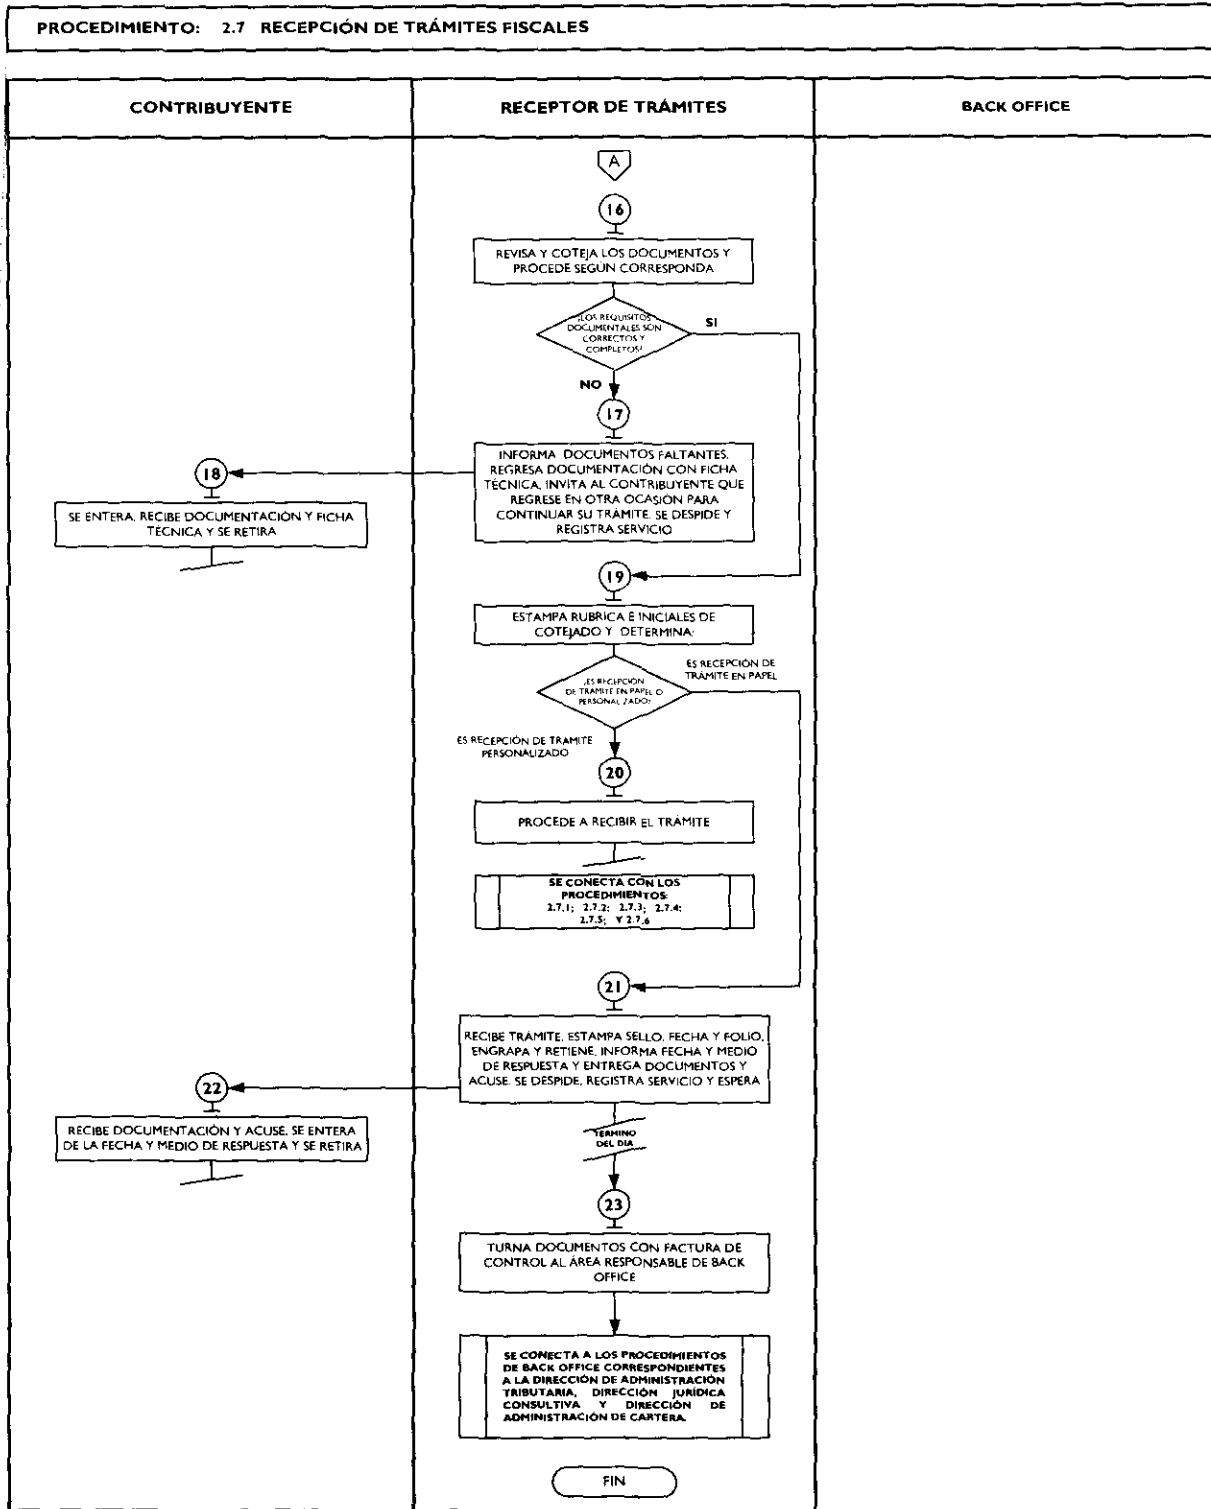 PROCEDIMIENTO: 2.7 RECEPCIÓN DE TRÁMITES FISCALES
CONTRIBUYENTE
RECEPTOR DE TRÁMITES
BACK OFFICE
A
16
REVISA Y COTEJA LOS DOCUMENTOS Y
PROCEDE SEGÚN CORRESPONDA
¿LOS REQUISITOS
DOCUMENTALES SON
CORRECTOS Y
COMPLETOS?
SI
NO
17
INFORMA DOCUMENTOS FALTANTES,
REGRESA DOCUMENTACIÓN CON FICHA
TÉCNICA, INVITA AL CONTRIBUYENTE QUE
REGRESE EN OTRA OCASIÓN PARA
CONTINUAR SU TRÁMITE, SE DESPIDE Y
REGISTRA SERVICIO
18
SE ENTERA, RECIBE DOCUMENTACIÓN Y FICHA
TÉCNICA Y SE RETIRA
19
ESTAMPA RUBRICA E INICIALES DE
COTEJADO Y DETERMINA:
¿ES RECEPCIÓN
DE TRAMITE EN PAPEL O
PERSONALIZADO?
ES RECEPCIÓN DE
TRÁMITE EN PAPEL
ES RECEPCIÓN DE TRAMITE
PERSONALIZADO
20
PROCEDE A RECIBIR EL TRÁMITE
SE CONECTA CON LOS
PROCEDIMIENTOS:
2.7.1; 2.7.2; 2.7.3; 2.7.4;
2.7.5; Y 2.7.6
21
RECIBE TRÁMITE, ESTAMPA SELLO, FECHA Y FOLIO,
ENGRAPA Y RETIENE, INFORMA FECHA Y MEDIO
DE RESPUESTA Y ENTREGA DOCUMENTOS Y
ACUSE. SE DESPIDE, REGISTRA SERVICIO Y ESPERA
22
RECIBE DOCUMENTACIÓN Y ACUSE, SE ENTERA
DE LA FECHA Y MEDIO DE RESPUESTA Y SE RETIRA
TERMINO
DEL DIA
23
TURNA DOCUMENTOS CON FACTURA DE
CONTROL AL ÁREA RESPONSABLE DE BACK
OFFICE
SE CONECTA A LOS PROCEDIMIENTOS
DE BACK OFFICE CORRESPONDIENTES
A LA DIRECCIÓN DE ADMINISTRACIÓN
TRIBUTARIA, DIRECCIÓN JURÍDICA
CONSULTIVA Y DIRECCIÓN DE
ADMINISTRACIÓN DE CARTERA.
FIN